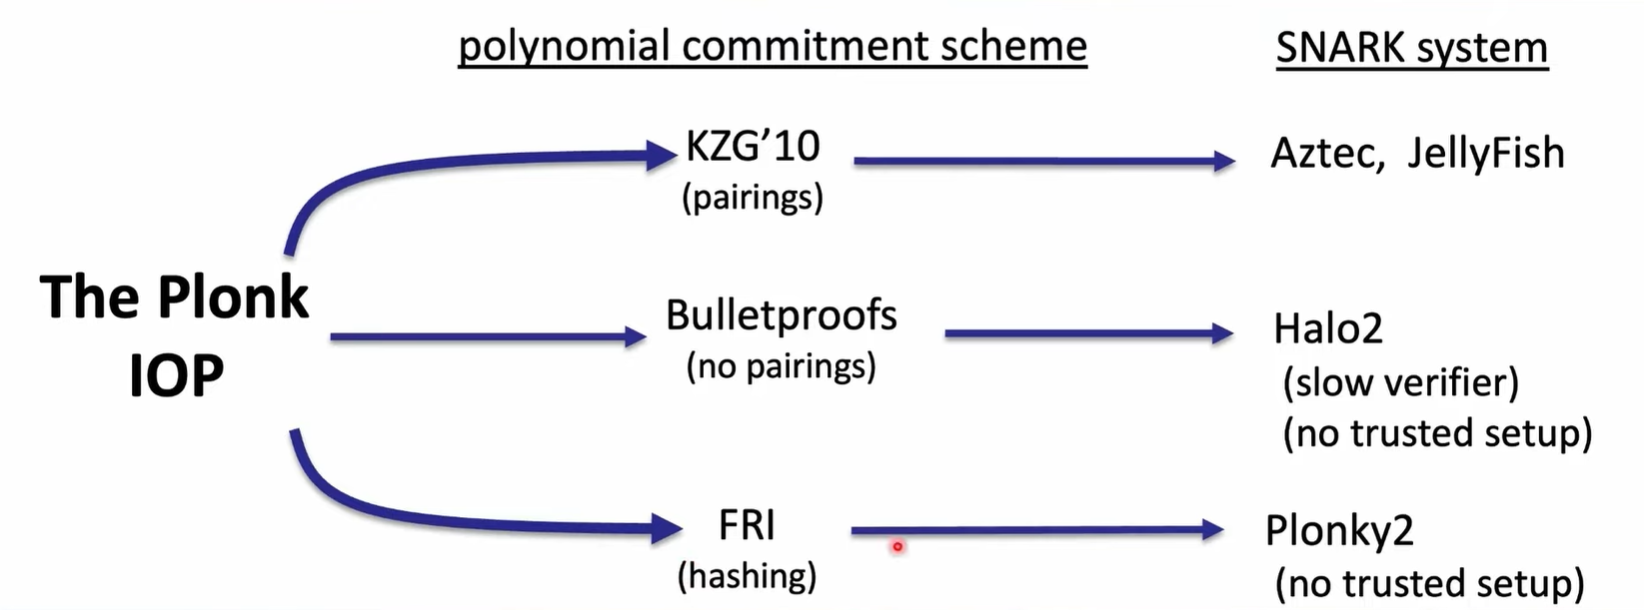 polynomial commitment scheme
SNARK system
KZG’10
(pairings)
Aztec, JellyFish
The Plonk
IOP
Bulletproofs
(no pairings)
Halo2
(slow verifier)
(no trusted setup)
FRI
(hashing)
Plonky2
(no trusted setup)